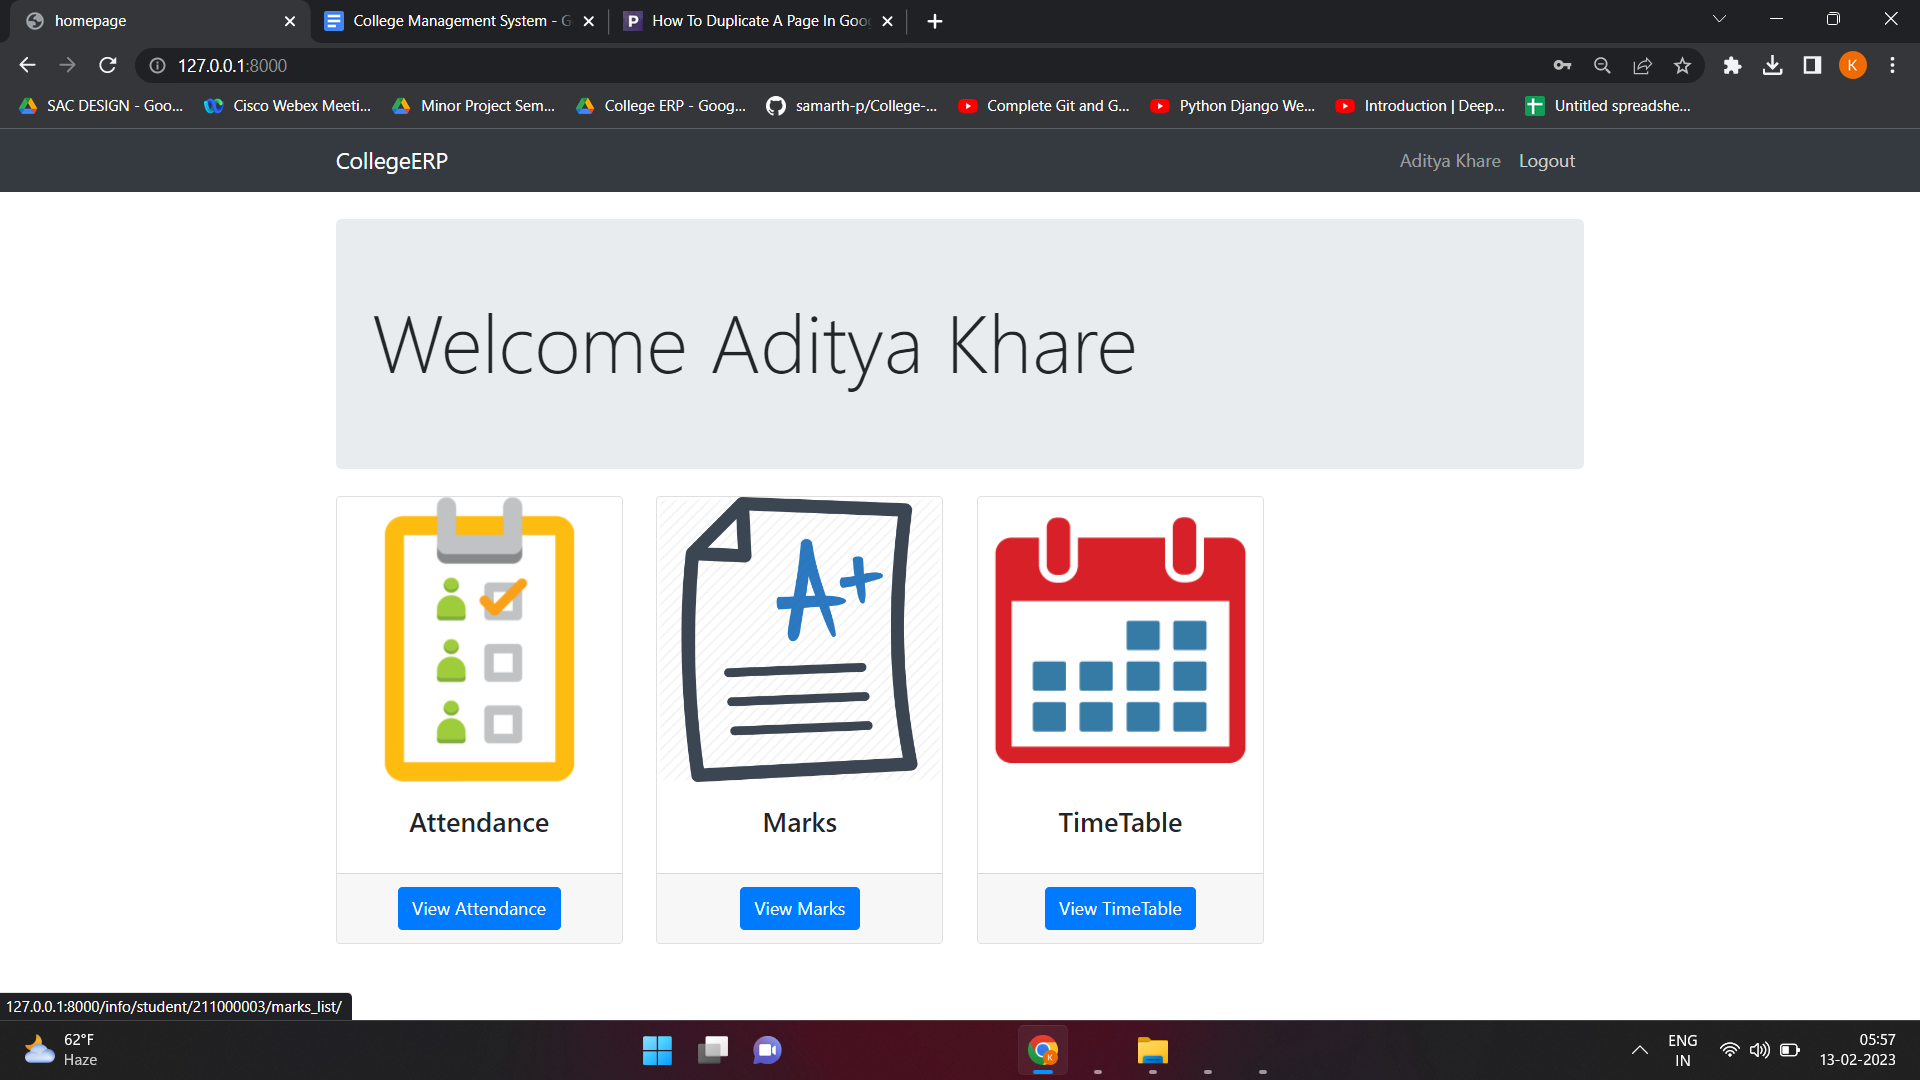 homepage
College Management System - G
How To Duplicate A Page In Goo
127.0.0.1:8000
K
SAC DESIGN - Goo...
Cisco Webex Meeti...
Minor Project Sem...
College ERP - Goog...
samarth-p/College-...
Complete Git and G...
Python Django We...
Introduction | Deep...
Untitled spreadshe...
CollegeERP
Aditya Khare
Logout
Welcome Aditya Khare
A+
Attendance
Marks
TimeTable
View Attendance
View Marks
View TimeTable
127.0.0.1:8000/info/student/211000003/marks_list/
62°F
Haze
ENG
IN
05:57
13-02-2023